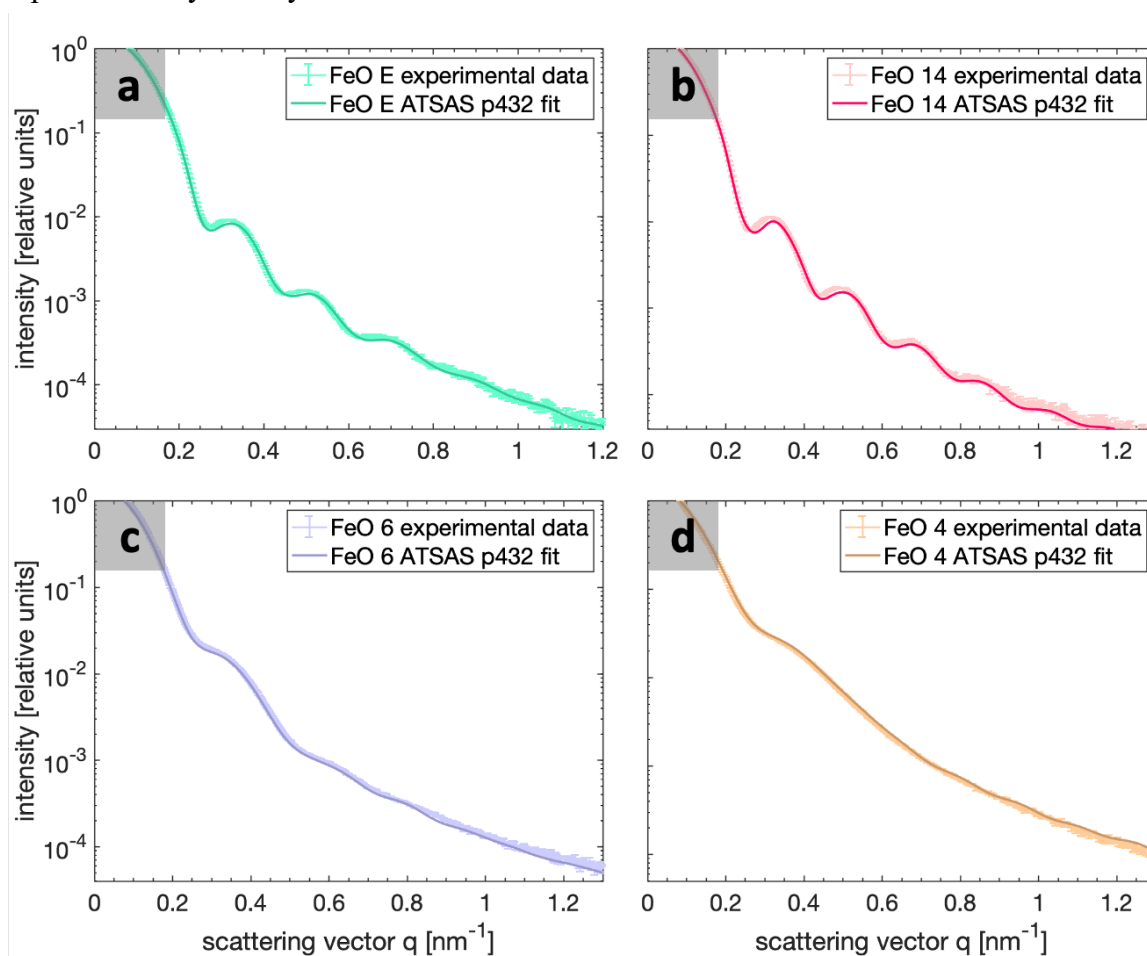 a
FeO E experimental data
FeO E ATSAS p432 fit
b
FeO 14 experimental data
FeO 14 ATSAS p432 fit
intensity [relative units]
10^0
10^-1
10^-2
10^-3
10^-4
0 0.2 0.4 0.6 0.8 1 1.2
0 0.2 0.4 0.6 0.8 1 1.2
c
FeO 6 experimental data
FeO 6 ATSAS p432 fit
d
FeO 4 experimental data
FeO 4 ATSAS p432 fit
intensity [relative units]
10^0
10^-1
10^-2
10^-3
10^-4
0 0.2 0.4 0.6 0.8 1 1.2
0 0.2 0.4 0.6 0.8 1 1.2
scattering vector q [nm^-1]
scattering vector q [nm^-1]